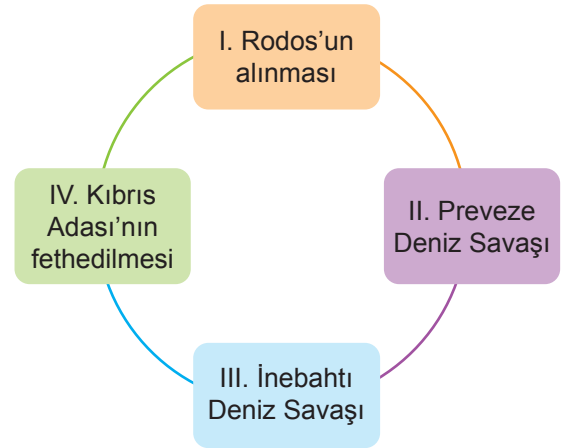 I. Rodos’un
alınması
II. Preveze
Deniz Savaşı
III. İnebahtı
Deniz Savaşı
IV. Kıbrıs
Adası’nın
fethedilmesi